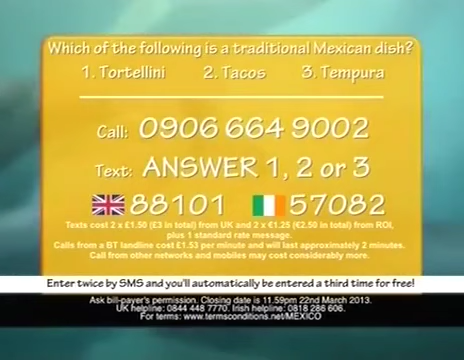 Which of the following is a traditional Mexican dish?
1. Tortellini 2. Tacos 3. Tempura
Call: 0906 664 9002
Text: ANSWER 1, 2 or 3
88101 57082
Texts cost 2 x £1.50 (£3 in total) from UK and 2 x €1.25 (€2.50 in total) from ROI,
plus 1 standard rate message.
Calls from a BT landline cost £1.53 per minute and will last approximately 2 minutes.
Call from other networks and mobiles may cost considerably more.
Enter twice by SMS and you'll automatically be entered a third time for free!
Ask bill-payer's permission. Closing date is 11.59pm 22nd March 2013.
UK helpline: 0844 448 7770. Irish helpline: 0818 286 606.
For terms: www.termsconditions.net/MEXICO